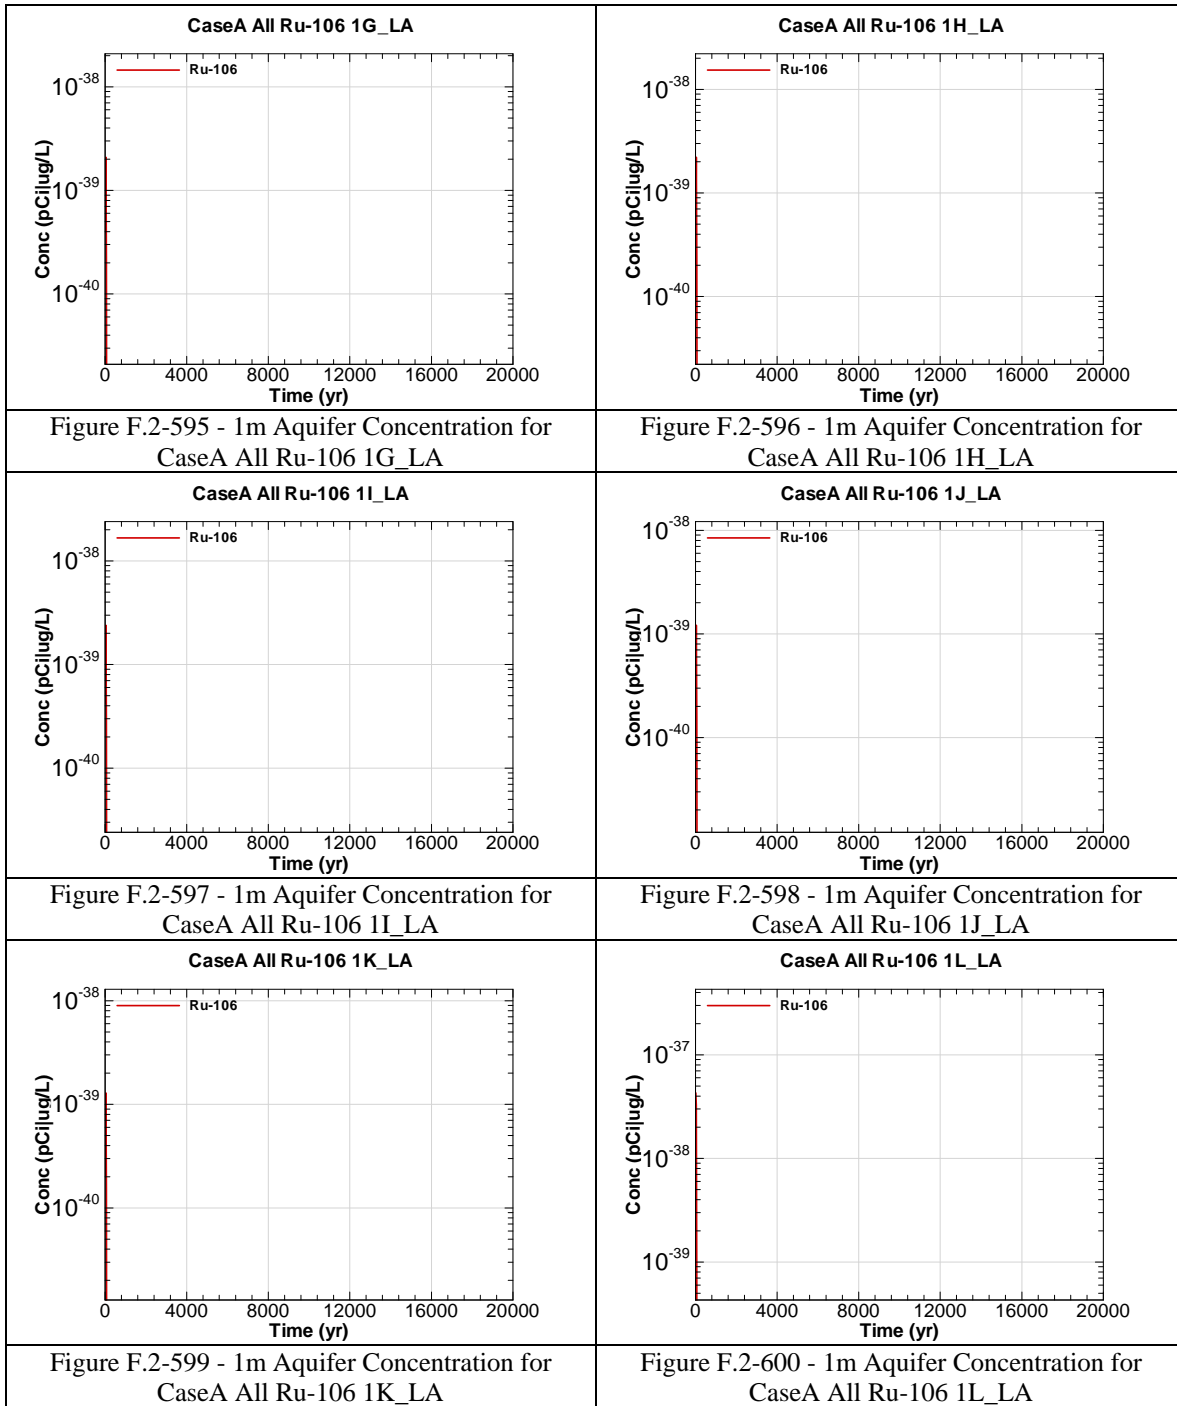 CaseA All Ru-106 1G_LA
Ru-106
10-38
10-39
10-40
Conc (pCi|ug/L)
0 4000 8000 12000 16000 20000
Time (yr)
Figure F.2-595 - 1m Aquifer Concentration for
CaseA All Ru-106 1G_LA
CaseA All Ru-106 1H_LA
Ru-106
10-38
10-39
10-40
Conc (pCi|ug/L)
0 4000 8000 12000 16000 20000
Time (yr)
Figure F.2-596 - 1m Aquifer Concentration for
CaseA All Ru-106 1H_LA
CaseA All Ru-106 1I_LA
Ru-106
10-38
10-39
10-40
Conc (pCi|ug/L)
0 4000 8000 12000 16000 20000
Time (yr)
Figure F.2-597 - 1m Aquifer Concentration for
CaseA All Ru-106 1I_LA
CaseA All Ru-106 1J_LA
Ru-106
10-38
10-39
10-40
Conc (pCi|ug/L)
0 4000 8000 12000 16000 20000
Time (yr)
Figure F.2-598 - 1m Aquifer Concentration for
CaseA All Ru-106 1J_LA
CaseA All Ru-106 1K_LA
Ru-106
10-38
10-39
10-40
Conc (pCi|ug/L)
0 4000 8000 12000 16000 20000
Time (yr)
Figure F.2-599 - 1m Aquifer Concentration for
CaseA All Ru-106 1K_LA
CaseA All Ru-106 1L_LA
Ru-106
10-37
10-38
10-39
Conc (pCi|ug/L)
0 4000 8000 12000 16000 20000
Time (yr)
Figure F.2-600 - 1m Aquifer Concentration for
CaseA All Ru-106 1L_LA